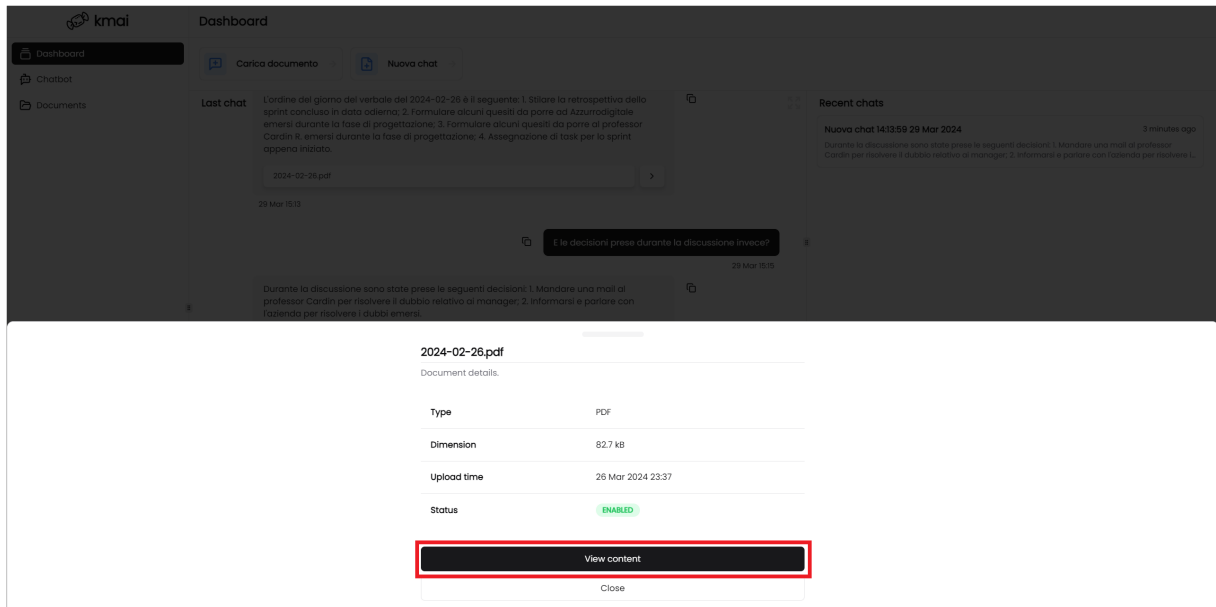 kmai
Dashboard
Dashboard
Chatbot
Documents
Carica documento
Nuova chat
Last chat
L'ordine del giorno del verbale del 2024-02-26 è il seguente: 1. Stilare la retrospettiva dello
sprint concluso in data odierna; 2. Formulare alcuni quesiti da porre ad Azzurrodigitale
emersi durante la fase di progettazione; 3. Formulare alcuni quesiti da porre al professor
Cardin R. emersi durante la fase di progettazione; 4. Assegnazione di task per lo sprint
appena iniziato.
2024-02-26.pdf
29 Mar 15:13
E le decisioni prese durante la discussione invece?
29 Mar 15:15
Durante la discussione sono state prese le seguenti decisioni: 1. Mandare una mail al
professor Cardin per risolvere il dubbio relativo ai manager; 2. Informarsi e parlare con
l'azienda per risolvere i dubbi emersi.
Recent chats
Nuova chat 14:13:59 29 Mar 2024
3 minutes ago
Durante la discussione sono state prese le seguenti decisioni: 1. Mandare una mail al professor
Cardin per risolvere il dubbio relativo ai manager; 2. Informarsi e parlare con l'azienda per risolvere i...
2024-02-26.pdf
Document details.
Type PDF
Dimension 82.7 kB
Upload time 26 Mar 2024 23:37
Status ENABLED
View content
Close